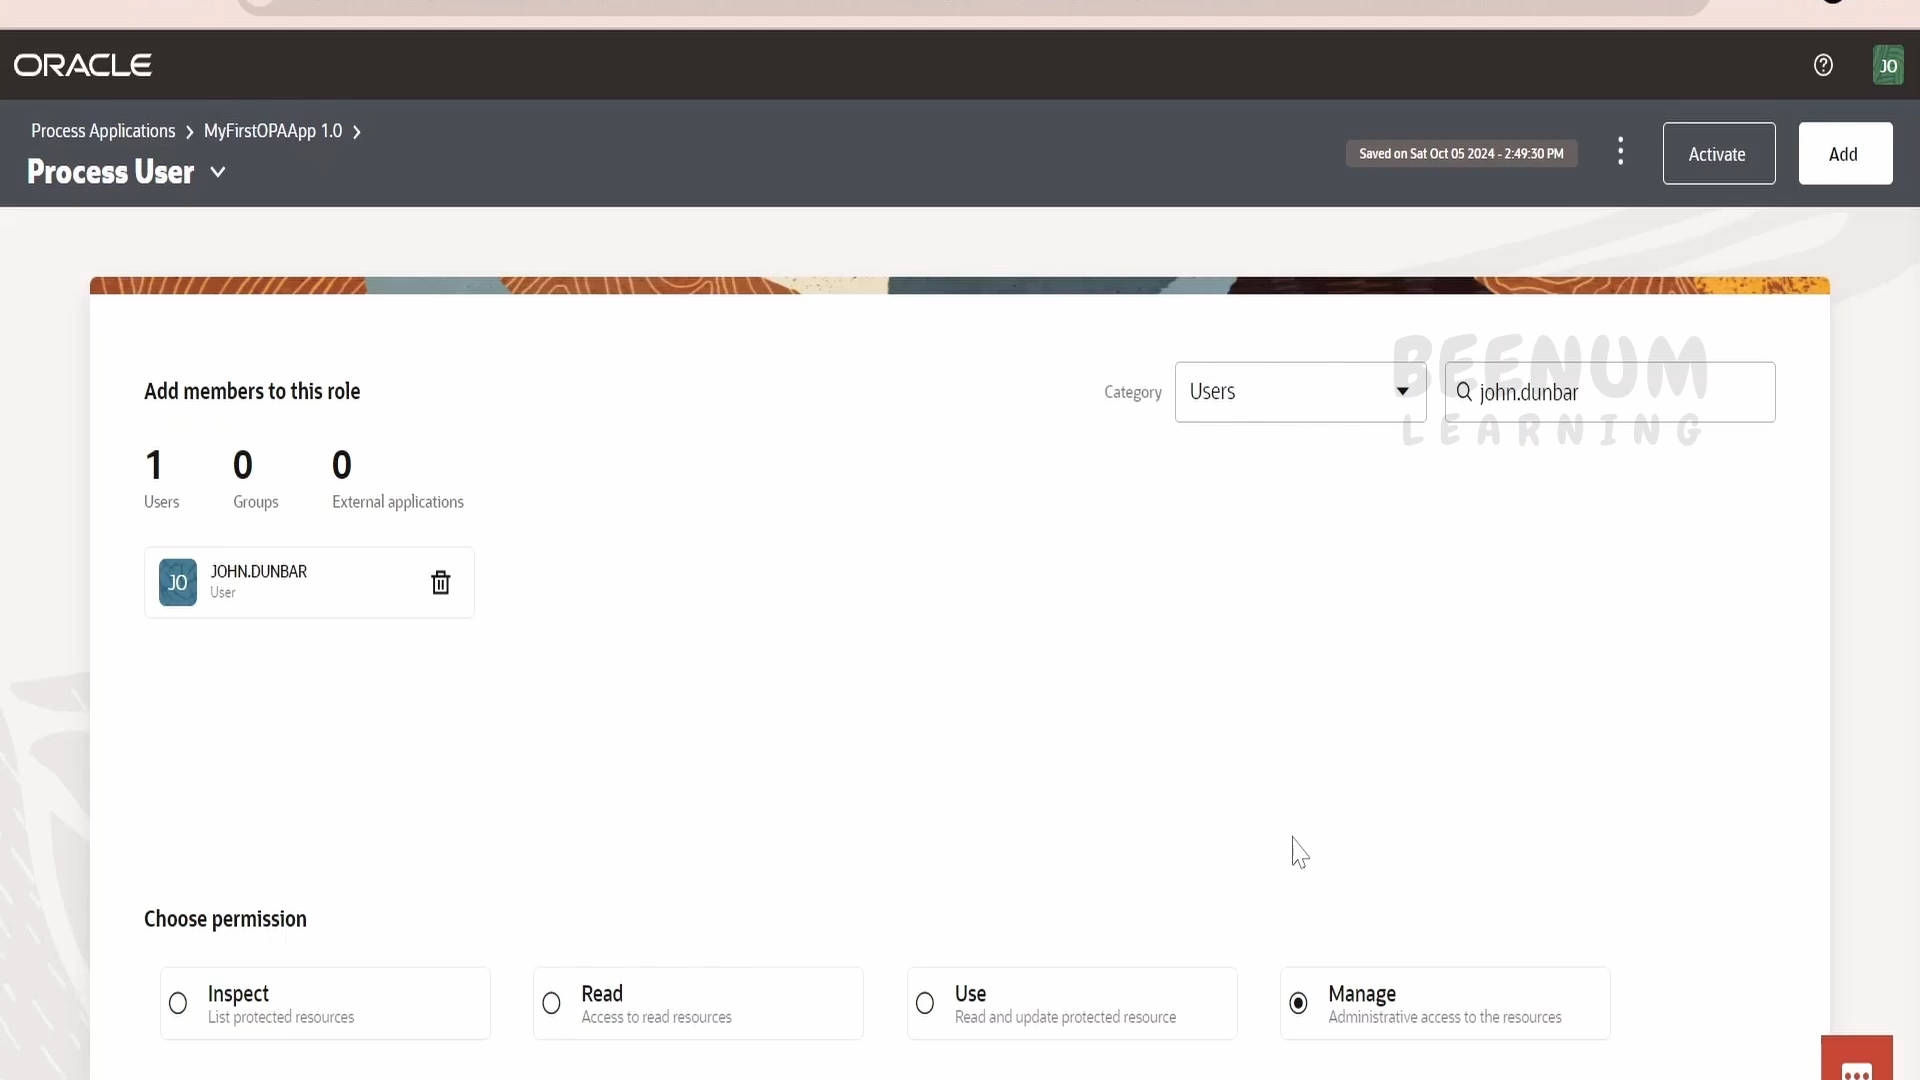 ORACLE
JO
Process Applications
MyFirstOPAApp 1.0
Process User
Saved on Sat Oct 05 2024 - 2:49:30 PM
Activate
Add
Add members to this role
Category
Users
john.dunbar
BEENUM
LEARNING
1
0
0
Users
Groups
External applications
JO
JOHN.DUNBAR
User
Choose permission
Inspect
List protected resources
Read
Access to read resources
Use
Read and update protected resource
Manage
Administrative access to the resources